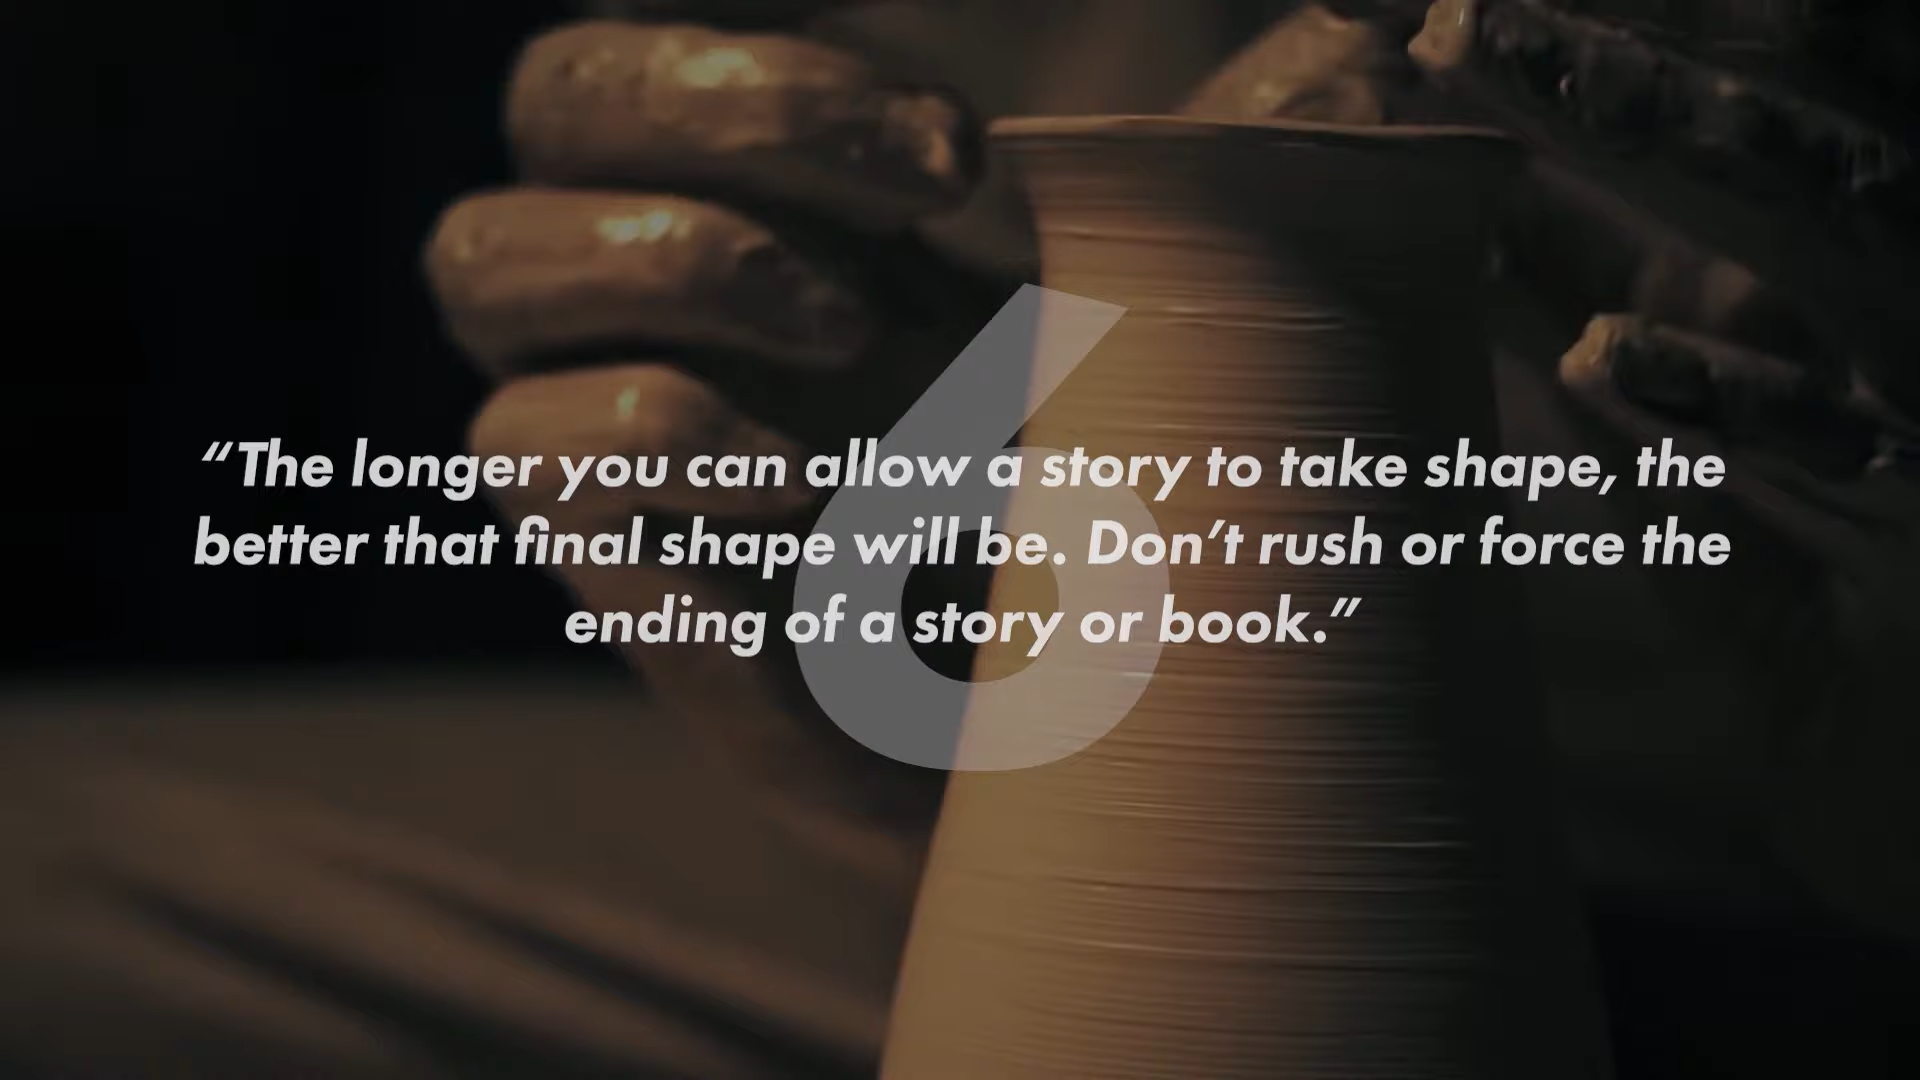 6
“The longer you can allow a story to take shape, the
better that final shape will be. Don’t rush or force the
ending of a story or book.”